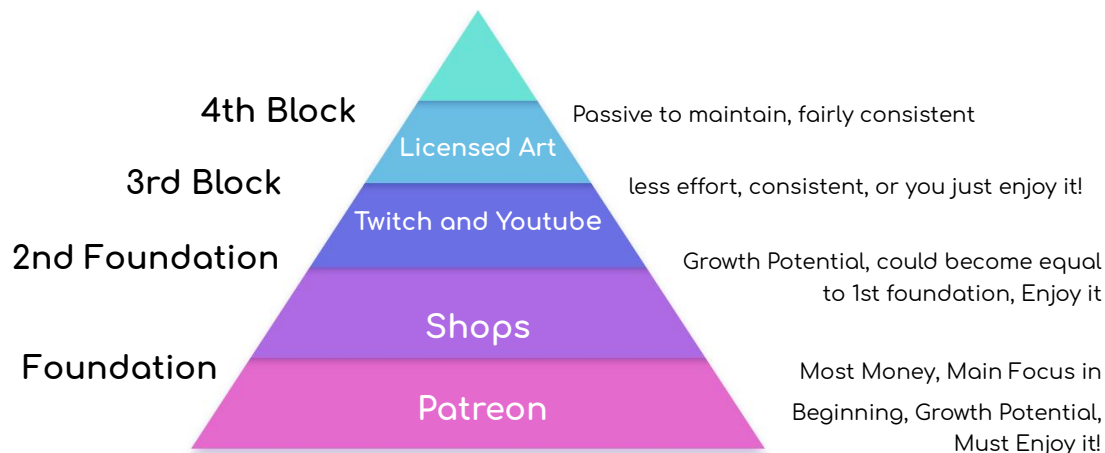 4th Block
Passive to maintain, fairly consistent
Licensed Art
3rd Block
less effort, consistent, or you just enjoy it!
Twitch and Youtube
2nd Foundation
Growth Potential, could become equal
to 1st foundation, Enjoy it
Shops
Foundation
Most Money, Main Focus in
Beginning, Growth Potential,
Must Enjoy it!
Patreon